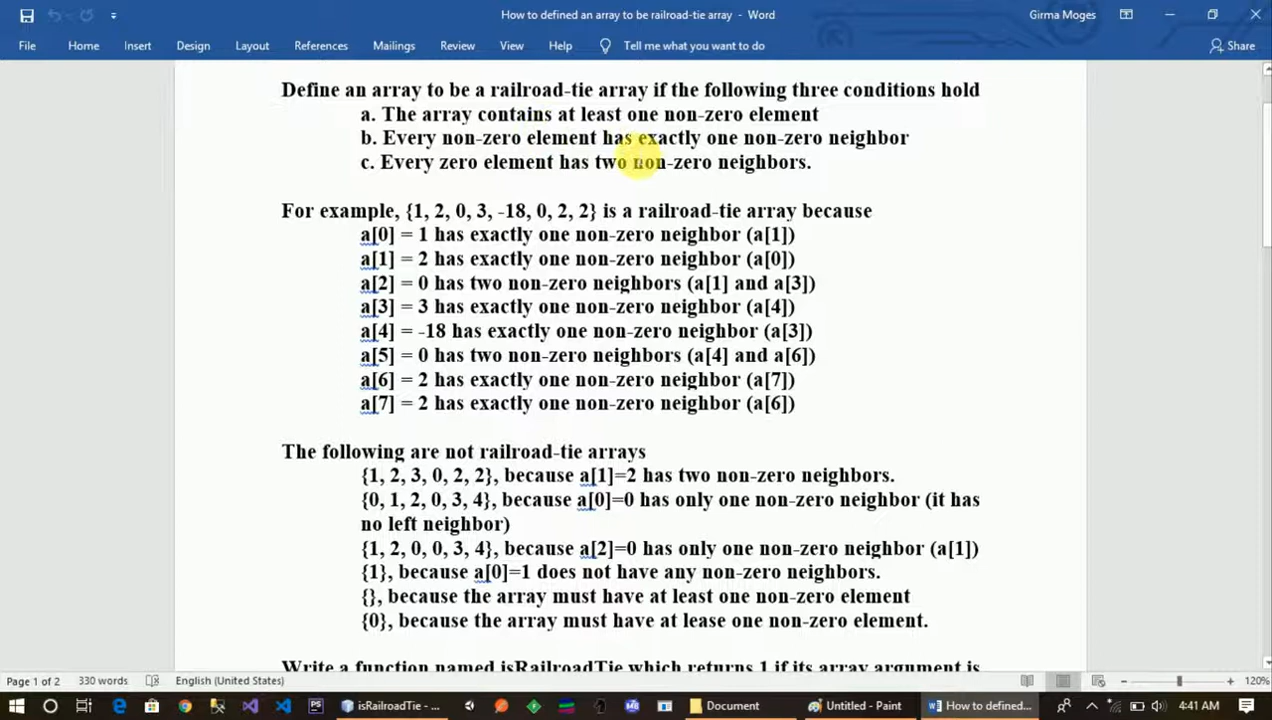 How to defined an array to be railroad-tie array - Word
Girma Moges
File Home Insert Design Layout References Mailings Review View Help Tell me what you want to do Share
Define an array to be a railroad-tie array if the following three conditions hold
a. The array contains at least one non-zero element
b. Every non-zero element has exactly one non-zero neighbor
c. Every zero element has two non-zero neighbors.
For example, {1, 2, 0, 3, -18, 0, 2, 2} is a railroad-tie array because
a[0] = 1 has exactly one non-zero neighbor (a[1])
a[1] = 2 has exactly one non-zero neighbor (a[0])
a[2] = 0 has two non-zero neighbors (a[1] and a[3])
a[3] = 3 has exactly one non-zero neighbor (a[4])
a[4] = -18 has exactly one non-zero neighbor (a[3])
a[5] = 0 has two non-zero neighbors (a[4] and a[6])
a[6] = 2 has exactly one non-zero neighbor (a[7])
a[7] = 2 has exactly one non-zero neighbor (a[6])
The following are not railroad-tie arrays
{1, 2, 3, 0, 2, 2}, because a[1]=2 has two non-zero neighbors.
{0, 1, 2, 0, 3, 4}, because a[0]=0 has only one non-zero neighbor (it has
no left neighbor)
{1, 2, 0, 0, 3, 4}, because a[2]=0 has only one non-zero neighbor (a[1])
{1}, because a[0]=1 does not have any non-zero neighbors.
{}, because the array must have at least one non-zero element
{0}, because the array must have at lease one non-zero element.
Write a function named isRailroadTie which returns 1 if its array argument is
Page 1 of 2 330 words English (United States) 120%
isRailroadTie - ... Document Untitled - Paint How to defined... 4:41 AM